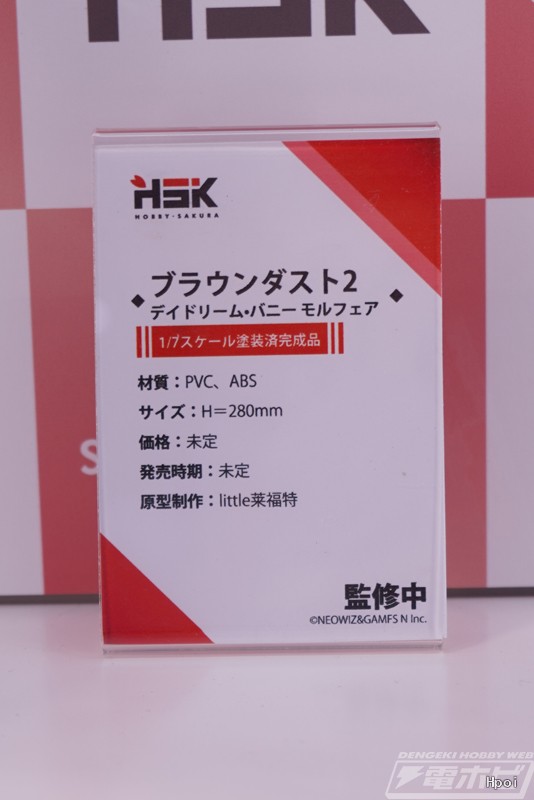 HSK
HSK
HOBBY・SAKURA
ブラウンダスト2
デイドリーム・バニー モルフェア
1/7スケール塗装済完成品
材質：PVC、ABS
サイズ：H＝280mm
価格：未定
発売時期：未定
原型制作：little莱福特
監修中
©NEOWIZ&GAMFS N Inc.
S
DENGEKI HOBBY WEB
電ホビ
Hpoi